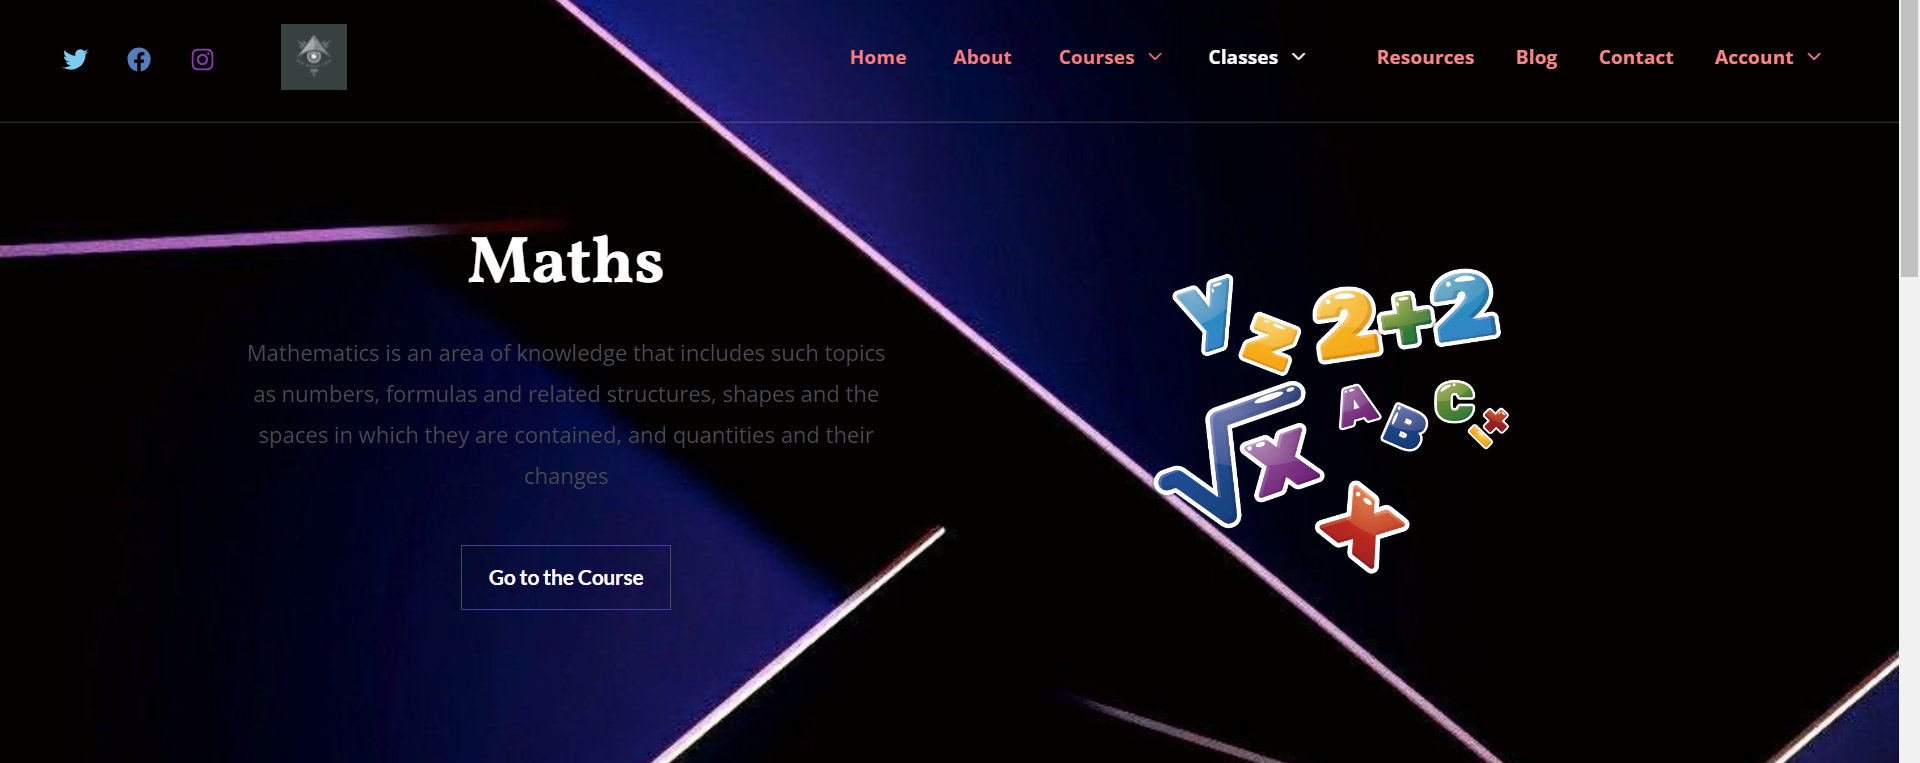 Home About Courses Classes Resources Blog Contact Account
Maths
Mathematics is an area of knowledge that includes such topics
as numbers, formulas and related structures, shapes and the
spaces in which they are contained, and quantities and their
changes
Go to the Course
Y Z 2+2
√x A B C
x